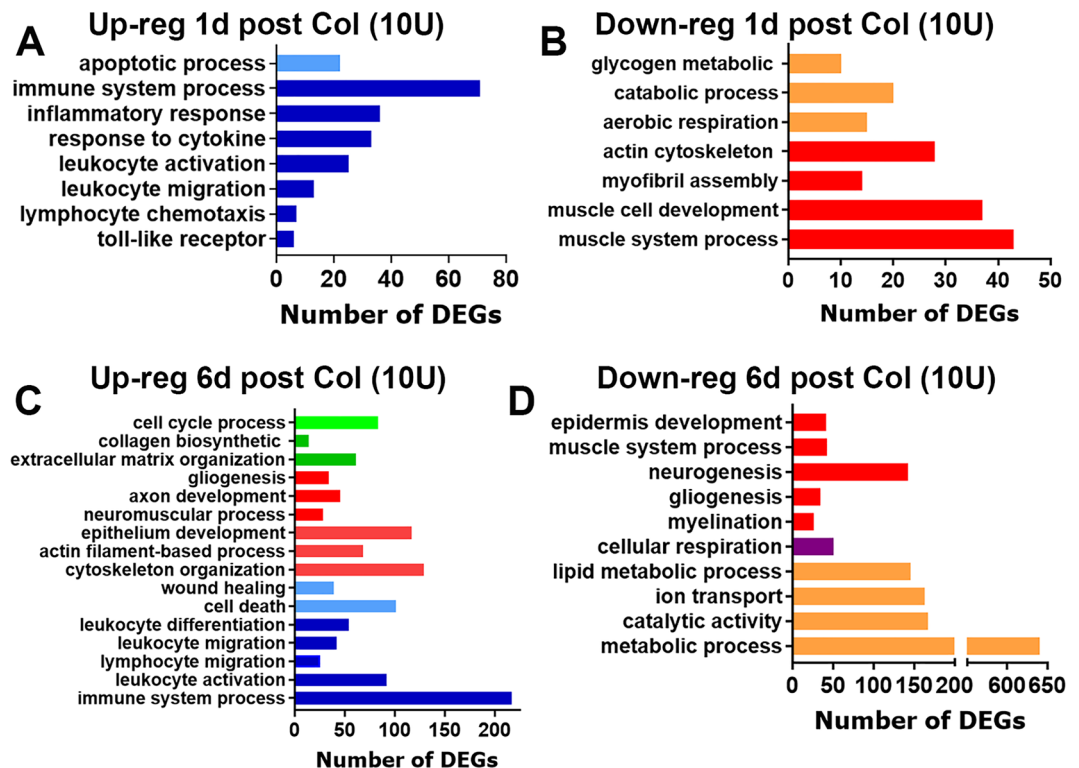 A
Up-reg 1d post Col (10U)
apoptotic process
immune system process
inflammatory response
response to cytokine
leukocyte activation
leukocyte migration
lymphocyte chemotaxis
toll-like receptor
0 20 40 60 80
Number of DEGs
B
Down-reg 1d post Col (10U)
glycogen metabolic
catabolic process
aerobic respiration
actin cytoskeleton
myofibril assembly
muscle cell development
muscle system process
0 10 20 30 40 50
Number of DEGs
C
Up-reg 6d post Col (10U)
cell cycle process
collagen biosynthetic
extracellular matrix organization
gliogenesis
axon development
neuromuscular process
epithelium development
actin filament-based process
cytoskeleton organization
wound healing
cell death
leukocyte differentiation
leukocyte migration
lymphocyte migration
leukocyte activation
immune system process
0 50 100 150 200
Number of DEGs
D
Down-reg 6d post Col (10U)
epidermis development
muscle system process
neurogenesis
gliogenesis
myelination
cellular respiration
lipid metabolic process
ion transport
catalytic activity
metabolic process
0 50 100 150 200 600 650
Number of DEGs